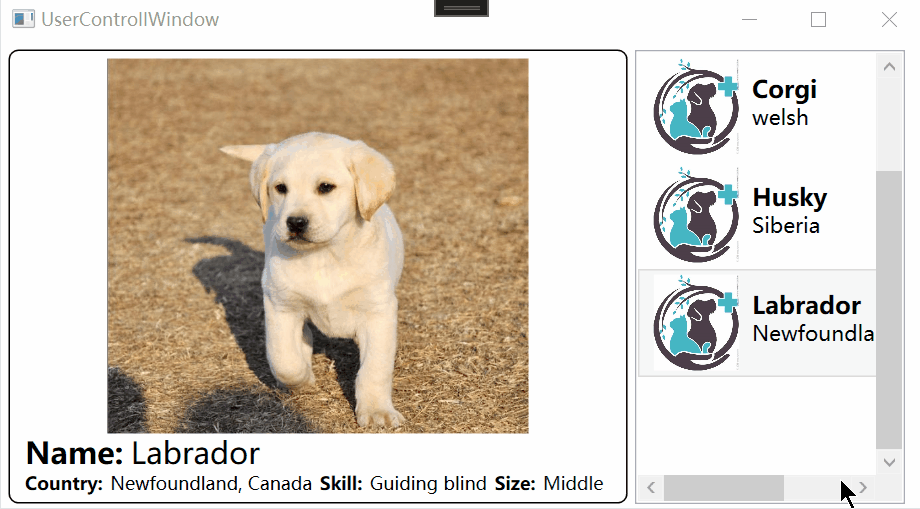 UserControllWindow
Name: Labrador
Country: Newfoundland, Canada Skill: Guiding blind Size: Middle
Corgi
welsh
Husky
Siberia
Labrador
Newfoundla